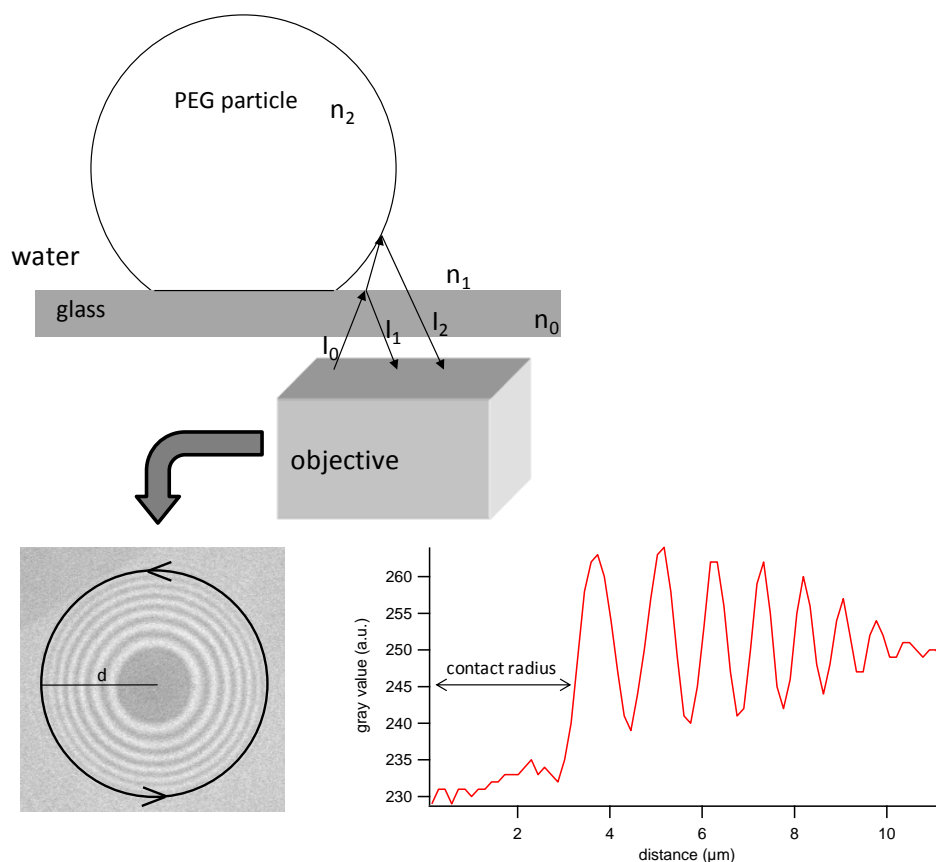 PEG particle
n₂
water
n₁
glass
n₀
I₀
I₁
I₂
objective
d
260
255
250
245
240
235
230
gray value (a.u.)
contact radius
2
4
6
8
10
distance (µm)